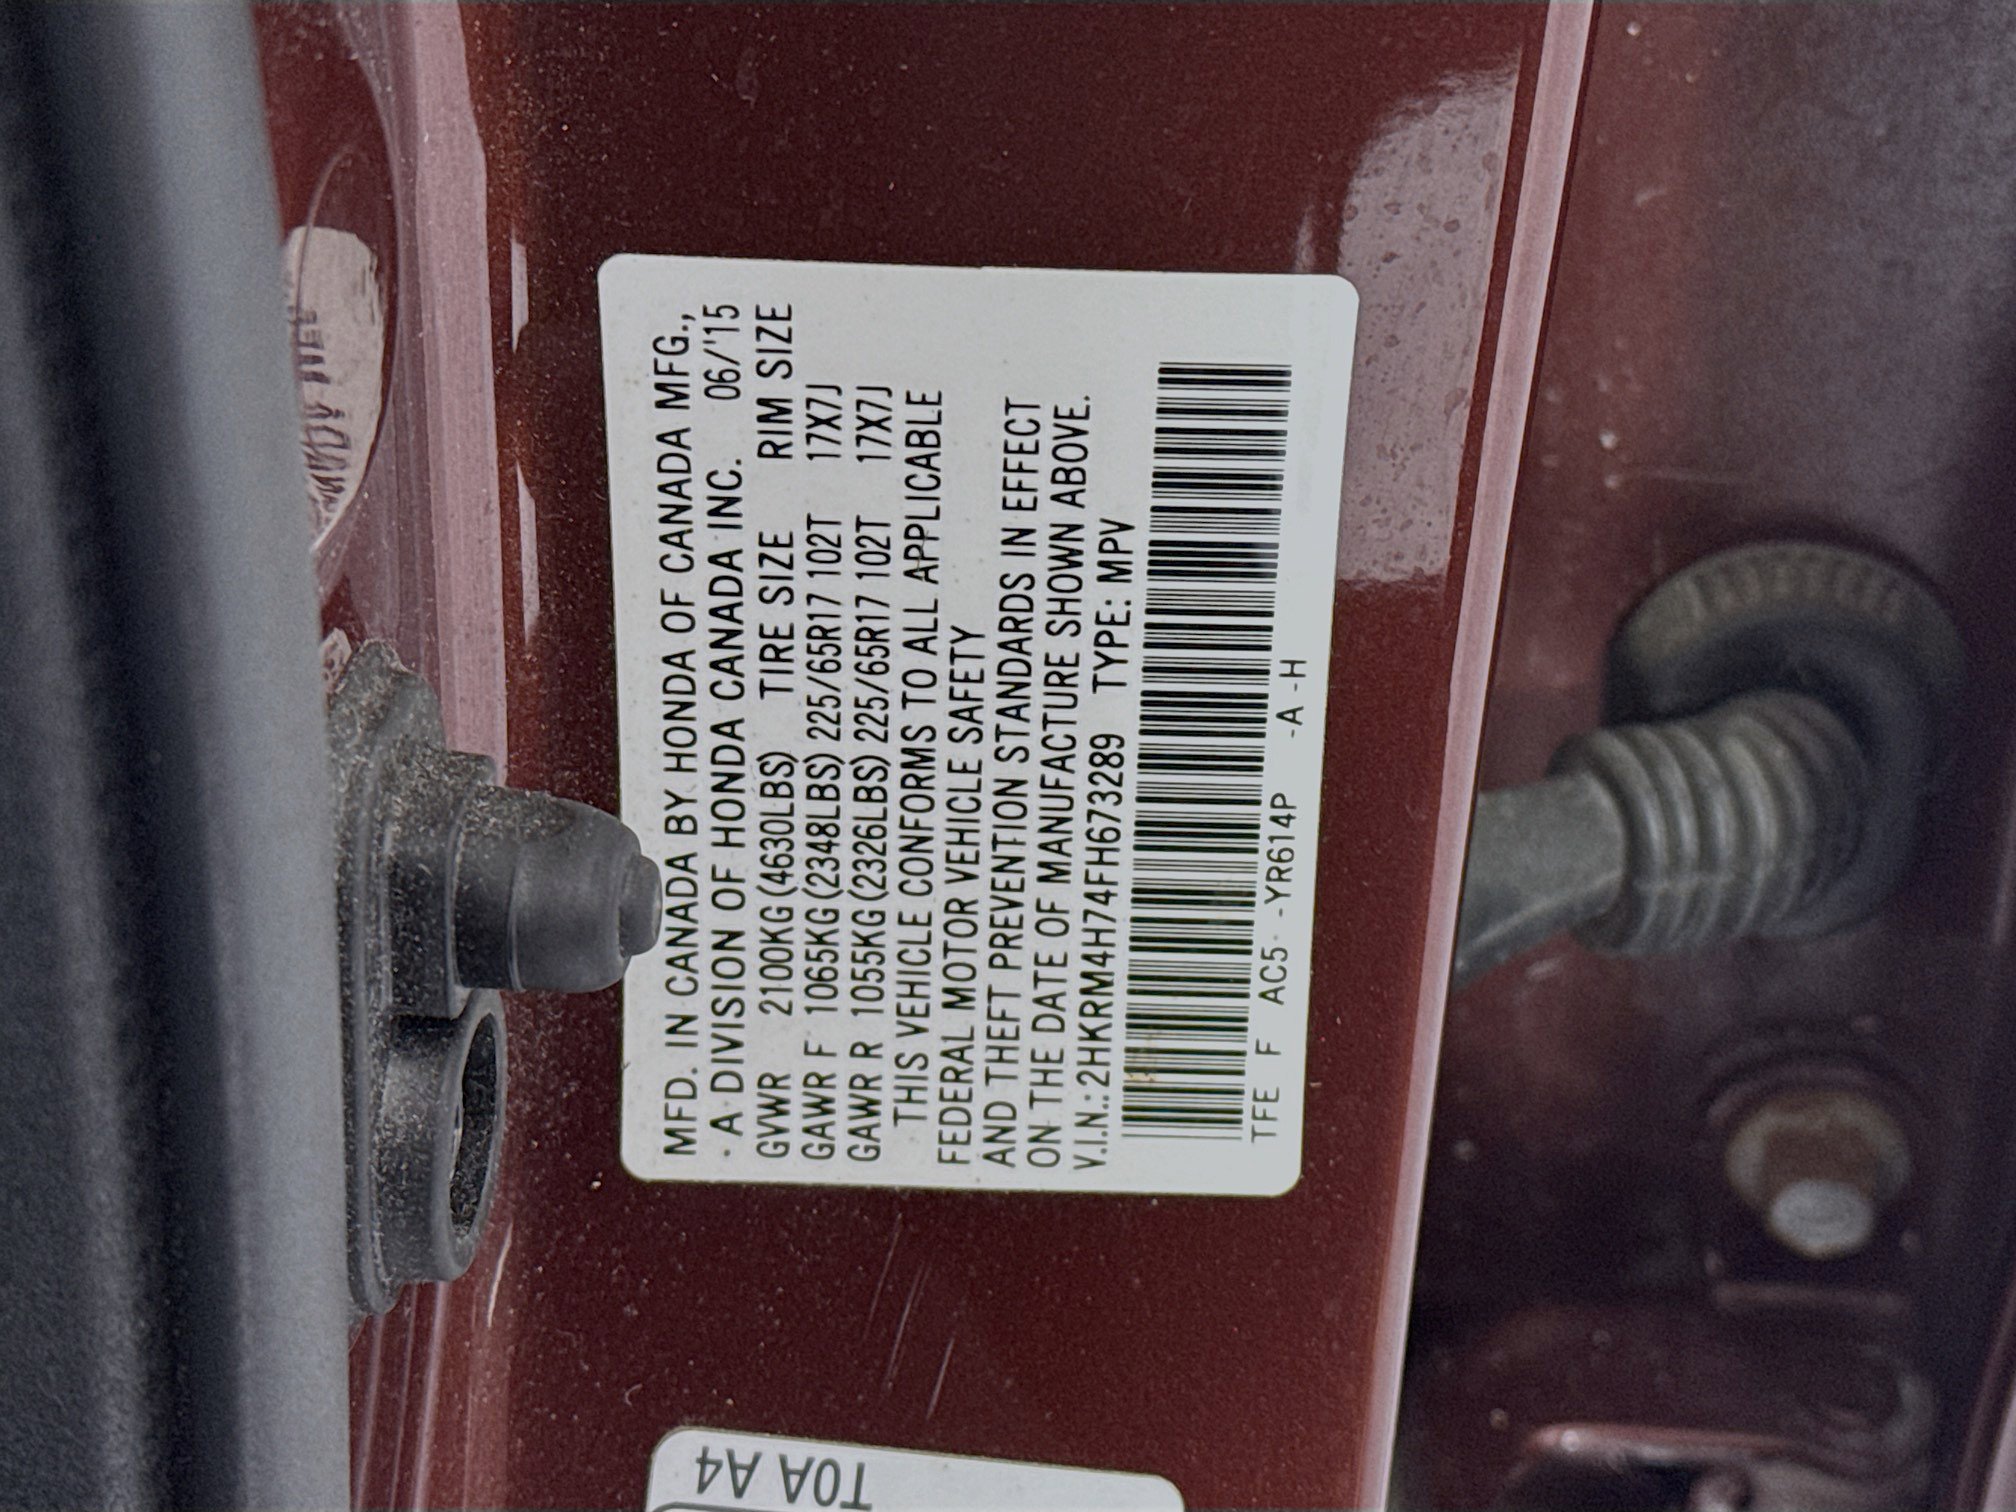 MFD. IN CANADA BY HONDA OF CANADA MFG.,
· A DIVISION OF HONDA CANADA INC. 06/'15
GVWR 2100KG (4630LBS) TIRE SIZE RIM SIZE
GAWR F 1065KG (2348LBS) 225/65R17 102T 17X7J
GAWR R 1055KG (2326LBS) 225/65R17 102T 17X7J
THIS VEHICLE CONFORMS TO ALL APPLICABLE
FEDERAL MOTOR VEHICLE SAFETY
AND THEFT PREVENTION STANDARDS IN EFFECT
ON THE DATE OF MANUFACTURE SHOWN ABOVE.
V.I.N.: 2HKRM4H74FH673289 TYPE: MPV
TFE F AC5 -YR614P -A -H
T0A A4